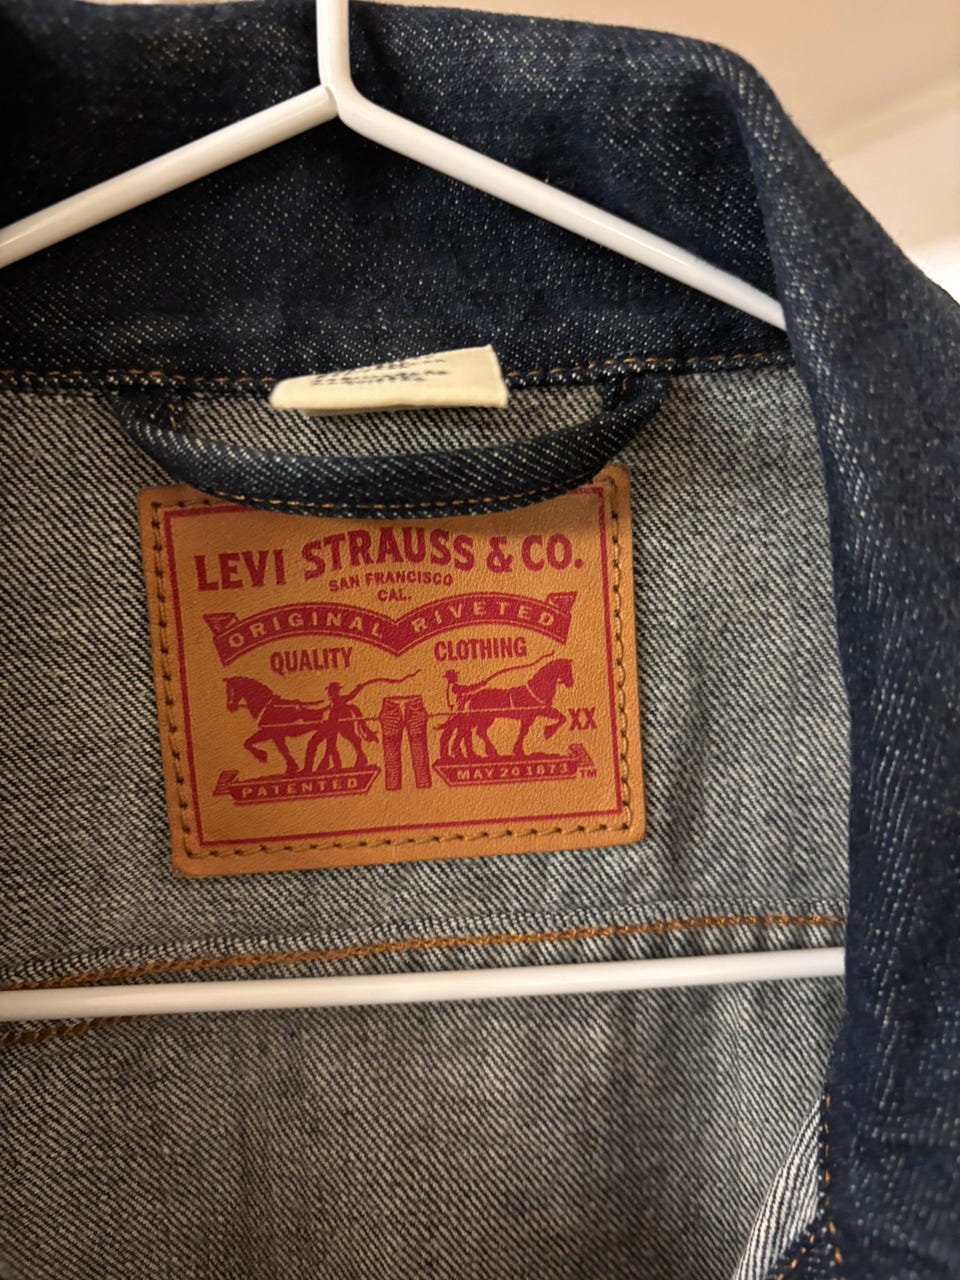 LEVI STRAUSS & CO.
SAN FRANCISCO
CAL.
ORIGINAL RIVETED
QUALITY CLOTHING
XX
PATENTED MAY 20 1873 TM